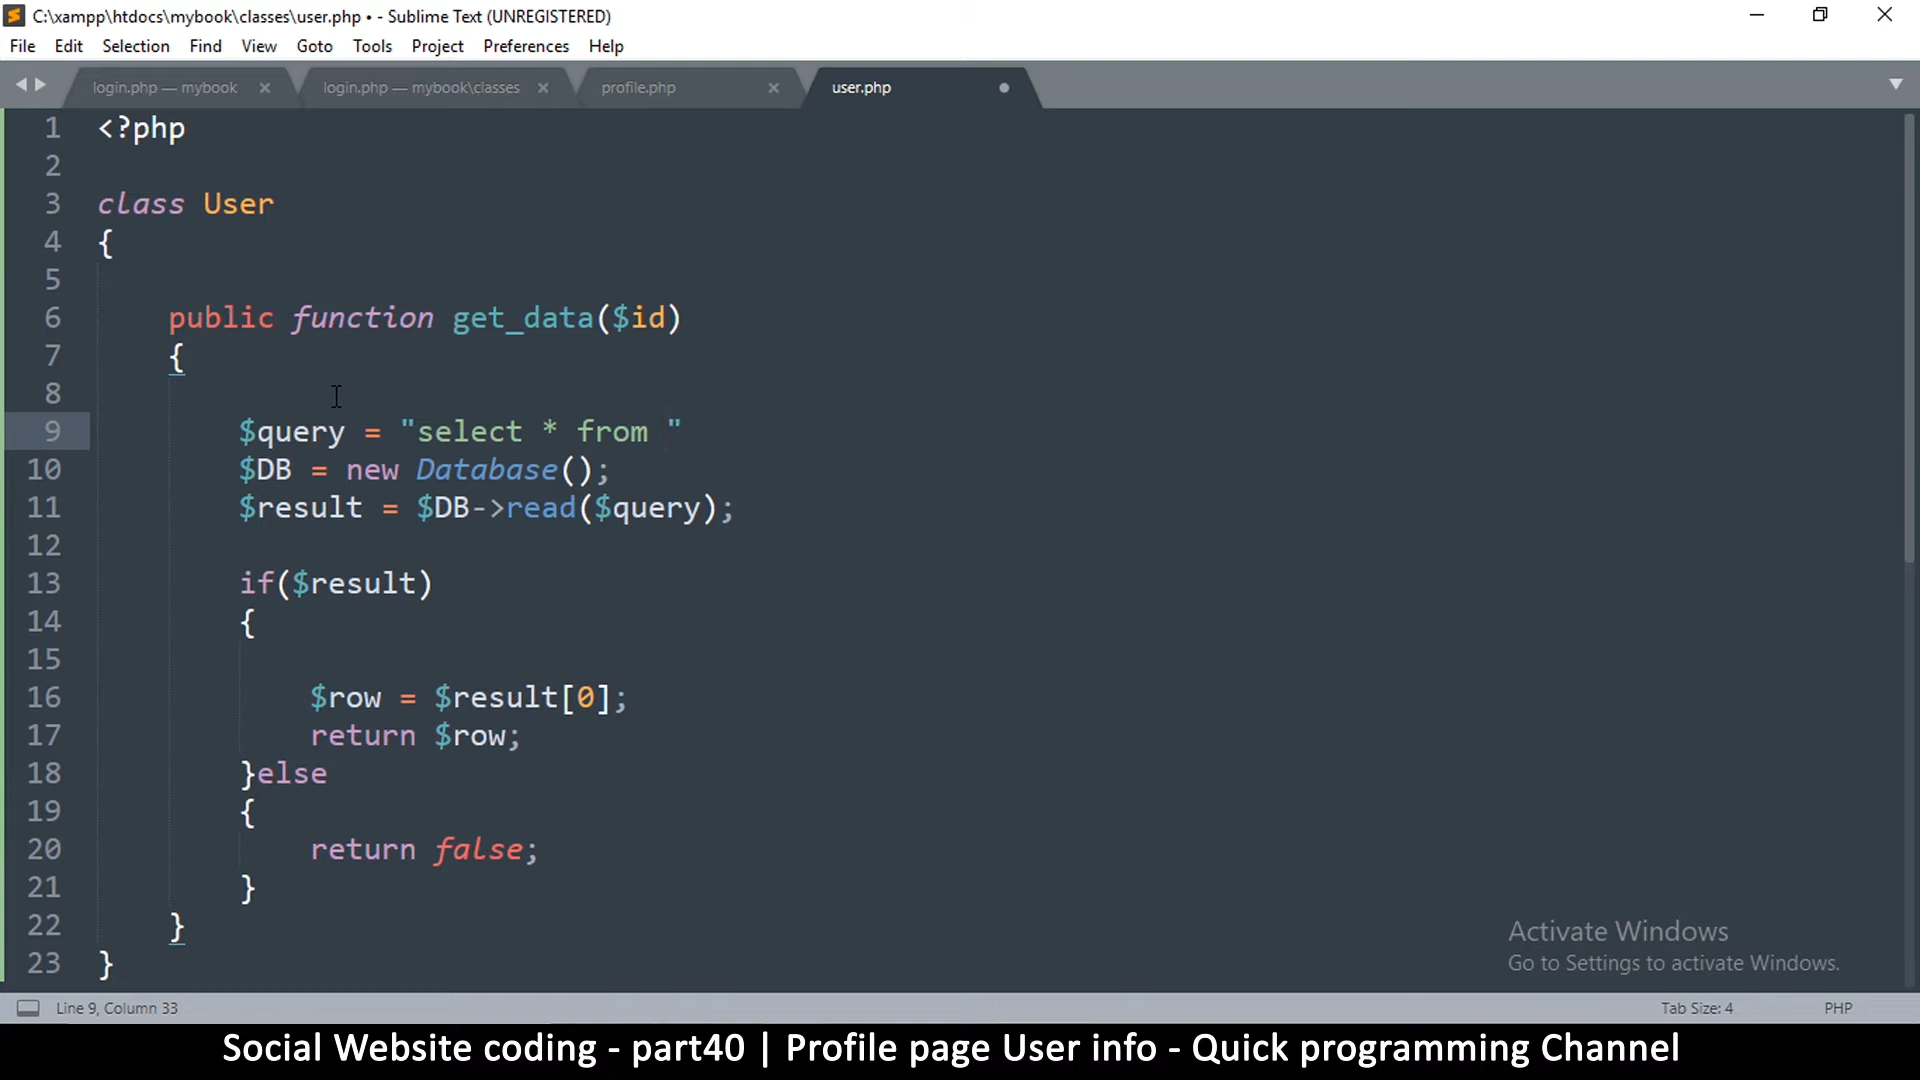 C:\xampp\htdocs\mybook\classes\user.php • - Sublime Text (UNREGISTERED)
File Edit Selection Find View Goto Tools Project Preferences Help
login.php — mybook login.php — mybook\classes profile.php user.php
1 <?php
2
3 class User
4 {
5
6 public function get_data($id)
7 {
8
9 $query = "select * from "
10 $DB = new Database();
11 $result = $DB->read($query);
12
13 if($result)
14 {
15
16 $row = $result[0];
17 return $row;
18 }else
19 {
20 return false;
21 }
22 }
23 }
Activate Windows
Go to Settings to activate Windows.
Line 9, Column 33 Tab Size: 4 PHP
Social Website coding - part40 | Profile page User info - Quick programming Channel